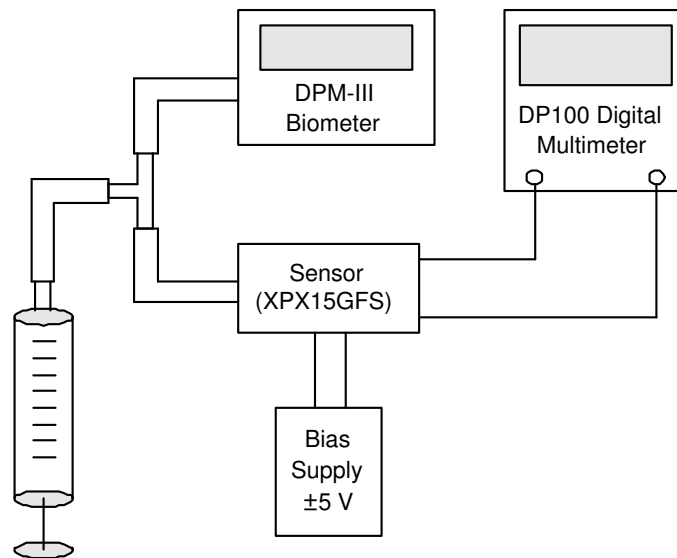 DPM-III
Biometer
DP100 Digital
Multimeter
Sensor
(XPX15GFS)
Bias
Supply
±5 V